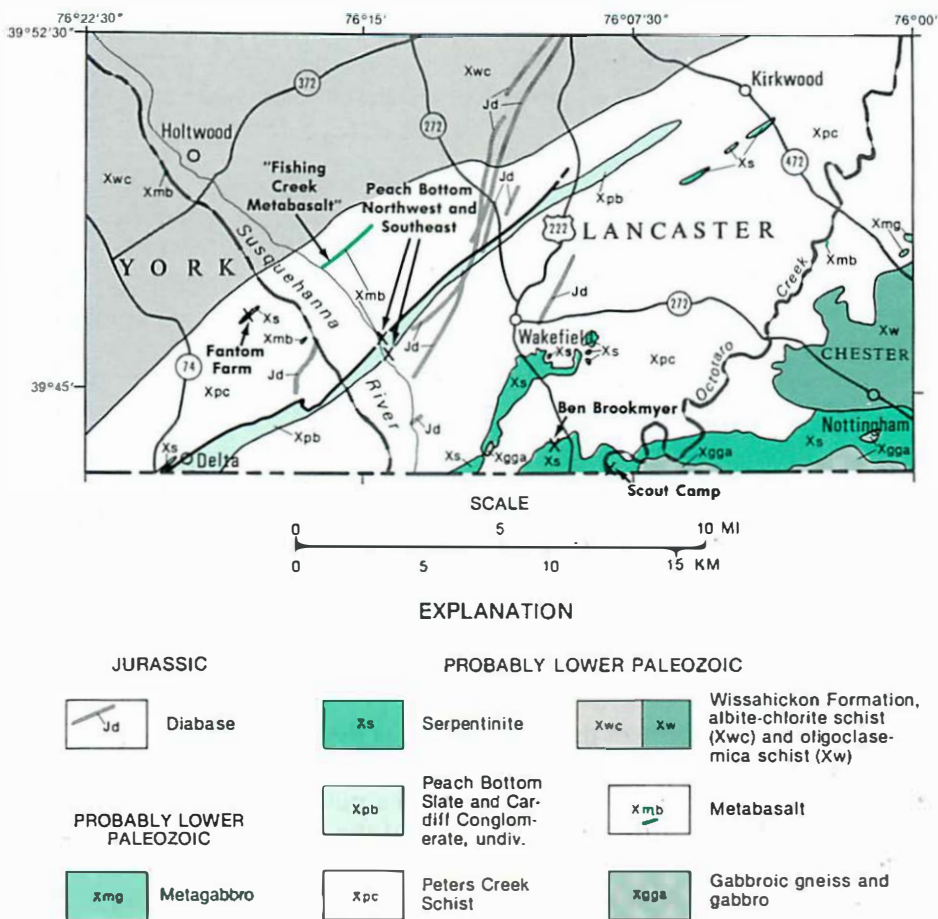 76°22'30"
76°15'
76°07'30"
76°00'
39°52'30"
Xwc
Kirkwood
372
Jd
272
Xpc
Holtwood
Xs
472
"Fishing
Creek
Metabasalt"
Peach Bottom
Northwest and
Southeast
Xwc
Xmb
Jd
Xpb
222
LANCASTER
Xmg
YORK
Susquehanna
River
Xmb
Jd
Creek
Octotaro
Xmb
272
Xw
Xs
Fantom
Farm
Xmb
Wakefield
Xs
Xs
CHESTER
74
Jd
Jd
Xpc
39°45'
Xpc
Xs
Ben Brookmyer
Nottingham
Xpb
Jd
Xs
Xs
Delta
Xs
Xgga
Xs
Xgga
Xgga
Scout Camp
SCALE
0 5 10 MI
0 5 10 15 KM
EXPLANATION
JURASSIC
Jd
Diabase
PROBABLY LOWER
PALEOZOIC
Xmg
Metagabbro
PROBABLY LOWER PALEOZOIC
Xs
Serpentinite
Xpb
Peach Bottom
Slate and Car-
diff Conglom-
erate, undiv.
Xpc
Peters Creek
Schist
Xwc
Xw
Wissahickon Formation,
albite-chlorite schist
(Xwc) and oligoclase-
mica schist (Xw)
Xmb
Metabasalt
Xgga
Gabbroic gneiss and
gabbro